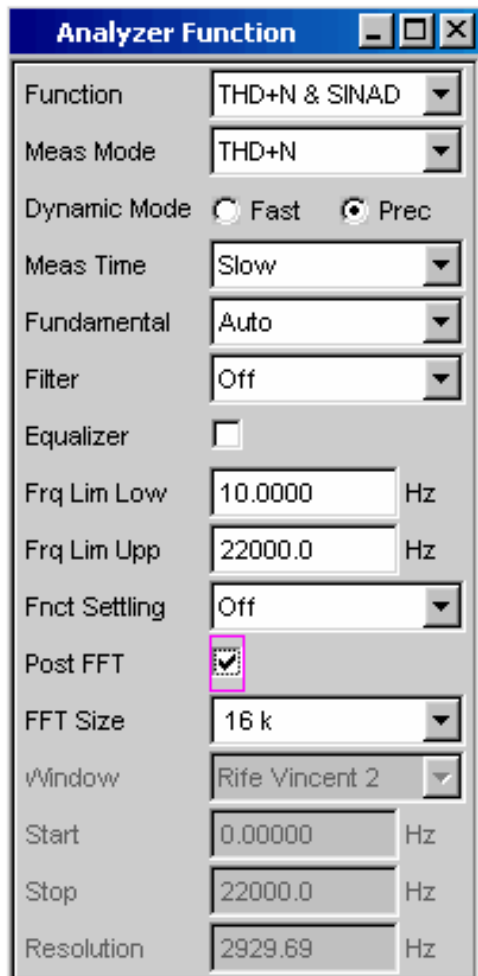 Analyzer Function
Function THD+N & SINAD
Meas Mode THD+N
Dynamic Mode Fast Prec
Meas Time Slow
Fundamental Auto
Filter Off
Equalizer
Frq Lim Low 10.0000 Hz
Frq Lim Upp 22000.0 Hz
Fnct Settling Off
Post FFT
FFT Size 16 k
Window Rife Vincent 2
Start 0.00000 Hz
Stop 22000.0 Hz
Resolution 2929.69 Hz